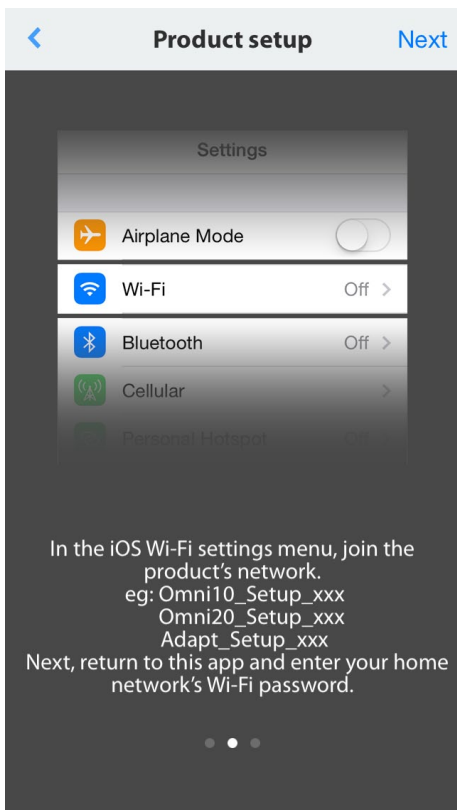 Product setup
Next
Settings
Airplane Mode
Wi-Fi
Off
Bluetooth
Off
Cellular
Personal Hotspot
Off
In the iOS Wi-Fi settings menu, join the
product's network.
eg: Omni10_Setup_xxx
Omni20_Setup_xxx
Adapt_Setup_xxx
Next, return to this app and enter your home
network's Wi-Fi password.